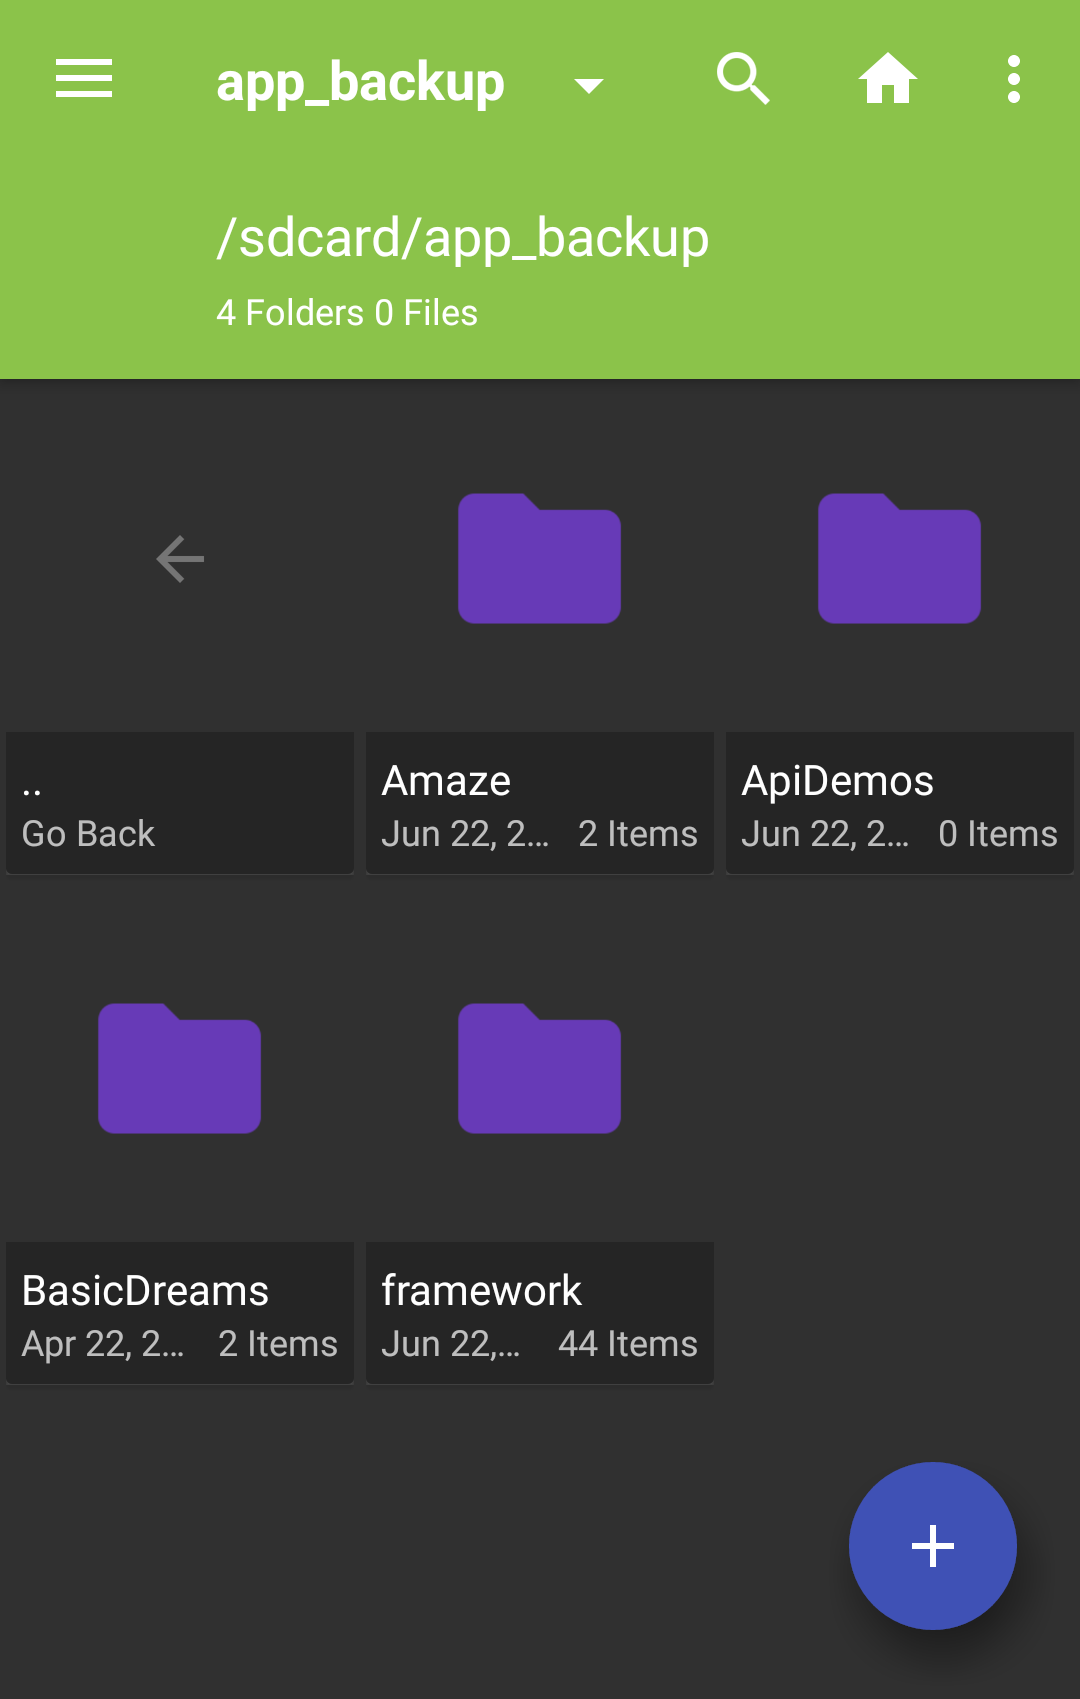 app_backup
/sdcard/app_backup
4 Folders 0 Files
..
Go Back
Amaze
Jun 22, 2... 2 Items
ApiDemos
Jun 22, 2... 0 Items
BasicDreams
Apr 22, 2... 2 Items
framework
Jun 22,... 44 Items